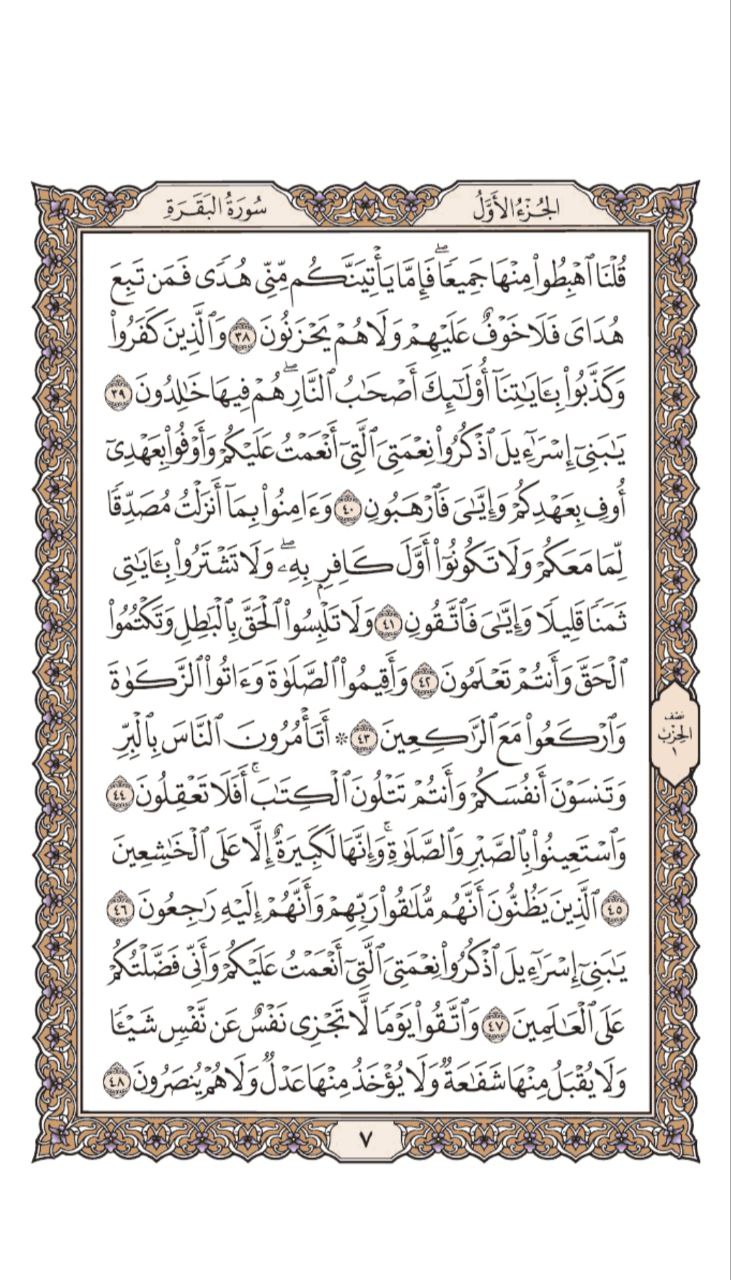 الجُزْءُ الأَوَّلُ
سُورَةُ البَقَرَةِ
قُلْنَا ٱهْبِطُوا۟ مِنْهَا جَمِيعًا ۖ فَإِمَّا يَأْتِيَنَّكُم مِّنِّى هُدًى فَمَن تَبِعَ
هُدَاىَ فَلَا خَوْفٌ عَلَيْهِمْ وَلَا هُمْ يَحْزَنُونَ ٣٨ وَٱلَّذِينَ كَفَرُوا۟
وَكَذَّبُوا۟ بِـَٔايَـٰتِنَآ أُو۟لَـٰٓئِكَ أَصْحَـٰبُ ٱلنَّارِ ۖ هُمْ فِيهَا خَـٰلِدُونَ ٣٩
يَـٰبَنِىٓ إِسْرَٰٓءِيلَ ٱذْكُرُوا۟ نِعْمَتِىَ ٱلَّتِىٓ أَنْعَمْتُ عَلَيْكُمْ وَأَوْفُوا۟ بِعَهْدِىٓ
أُوفِ بِعَهْدِكُمْ وَإِيَّـٰىَ فَٱرْهَبُونِ ٤٠ وَءَامِنُوا۟ بِمَآ أَنزَلْتُ مُصَدِّقًا
لِّمَا مَعَكُمْ وَلَا تَكُونُوٓا۟ أَوَّلَ كَافِرٍۭ بِهِۦ ۖ وَلَا تَشْتَرُوا۟ بِـَٔايَـٰتِى
ثَمَنًا قَلِيلًا وَإِيَّـٰىَ فَٱتَّقُونِ ٤١ وَلَا تَلْبِسُوا۟ ٱلْحَقَّ بِٱلْبَـٰطِلِ وَتَكْتُمُوا۟
ٱلْحَقَّ وَأَنتُمْ تَعْلَمُونَ ٤٢ وَأَقِيمُوا۟ ٱلصَّلَوٰةَ وَءَاتُوا۟ ٱلزَّكَوٰةَ
وَٱرْكَعُوا۟ مَعَ ٱلرَّٰكِعِينَ ٤٣ ۞ أَتَأْمُرُونَ ٱلنَّاسَ بِٱلْبِرِّ
نِصْف
الحِزْبِ
١
وَتَنسَوْنَ أَنفُسَكُمْ وَأَنتُمْ تَتْلُونَ ٱلْكِتَـٰبَ ۚ أَفَلَا تَعْقِلُونَ ٤٤
وَٱسْتَعِينُوا۟ بِٱلصَّبْرِ وَٱلصَّلَوٰةِ ۚ وَإِنَّهَا لَكَبِيرَةٌ إِلَّا عَلَى ٱلْخَـٰشِعِينَ
٤٥ ٱلَّذِينَ يَظُنُّونَ أَنَّهُم مُّلَـٰقُوا۟ رَبِّهِمْ وَأَنَّهُمْ إِلَيْهِ رَٰجِعُونَ ٤٦
يَـٰبَنِىٓ إِسْرَٰٓءِيلَ ٱذْكُرُوا۟ نِعْمَتِىَ ٱلَّتِىٓ أَنْعَمْتُ عَلَيْكُمْ وَأَنِّى فَضَّلْتُكُمْ
عَلَى ٱلْعَـٰلَمِينَ ٤٧ وَٱتَّقُوا۟ يَوْمًا لَّا تَجْزِى نَفْسٌ عَن نَّفْسٍ شَيْـًٔا
وَلَا يُقْبَلُ مِنْهَا شَفَـٰعَةٌ وَلَا يُؤْخَذُ مِنْهَا عَدْلٌ وَلَا هُمْ يُنصَرُونَ ٤٨
٧